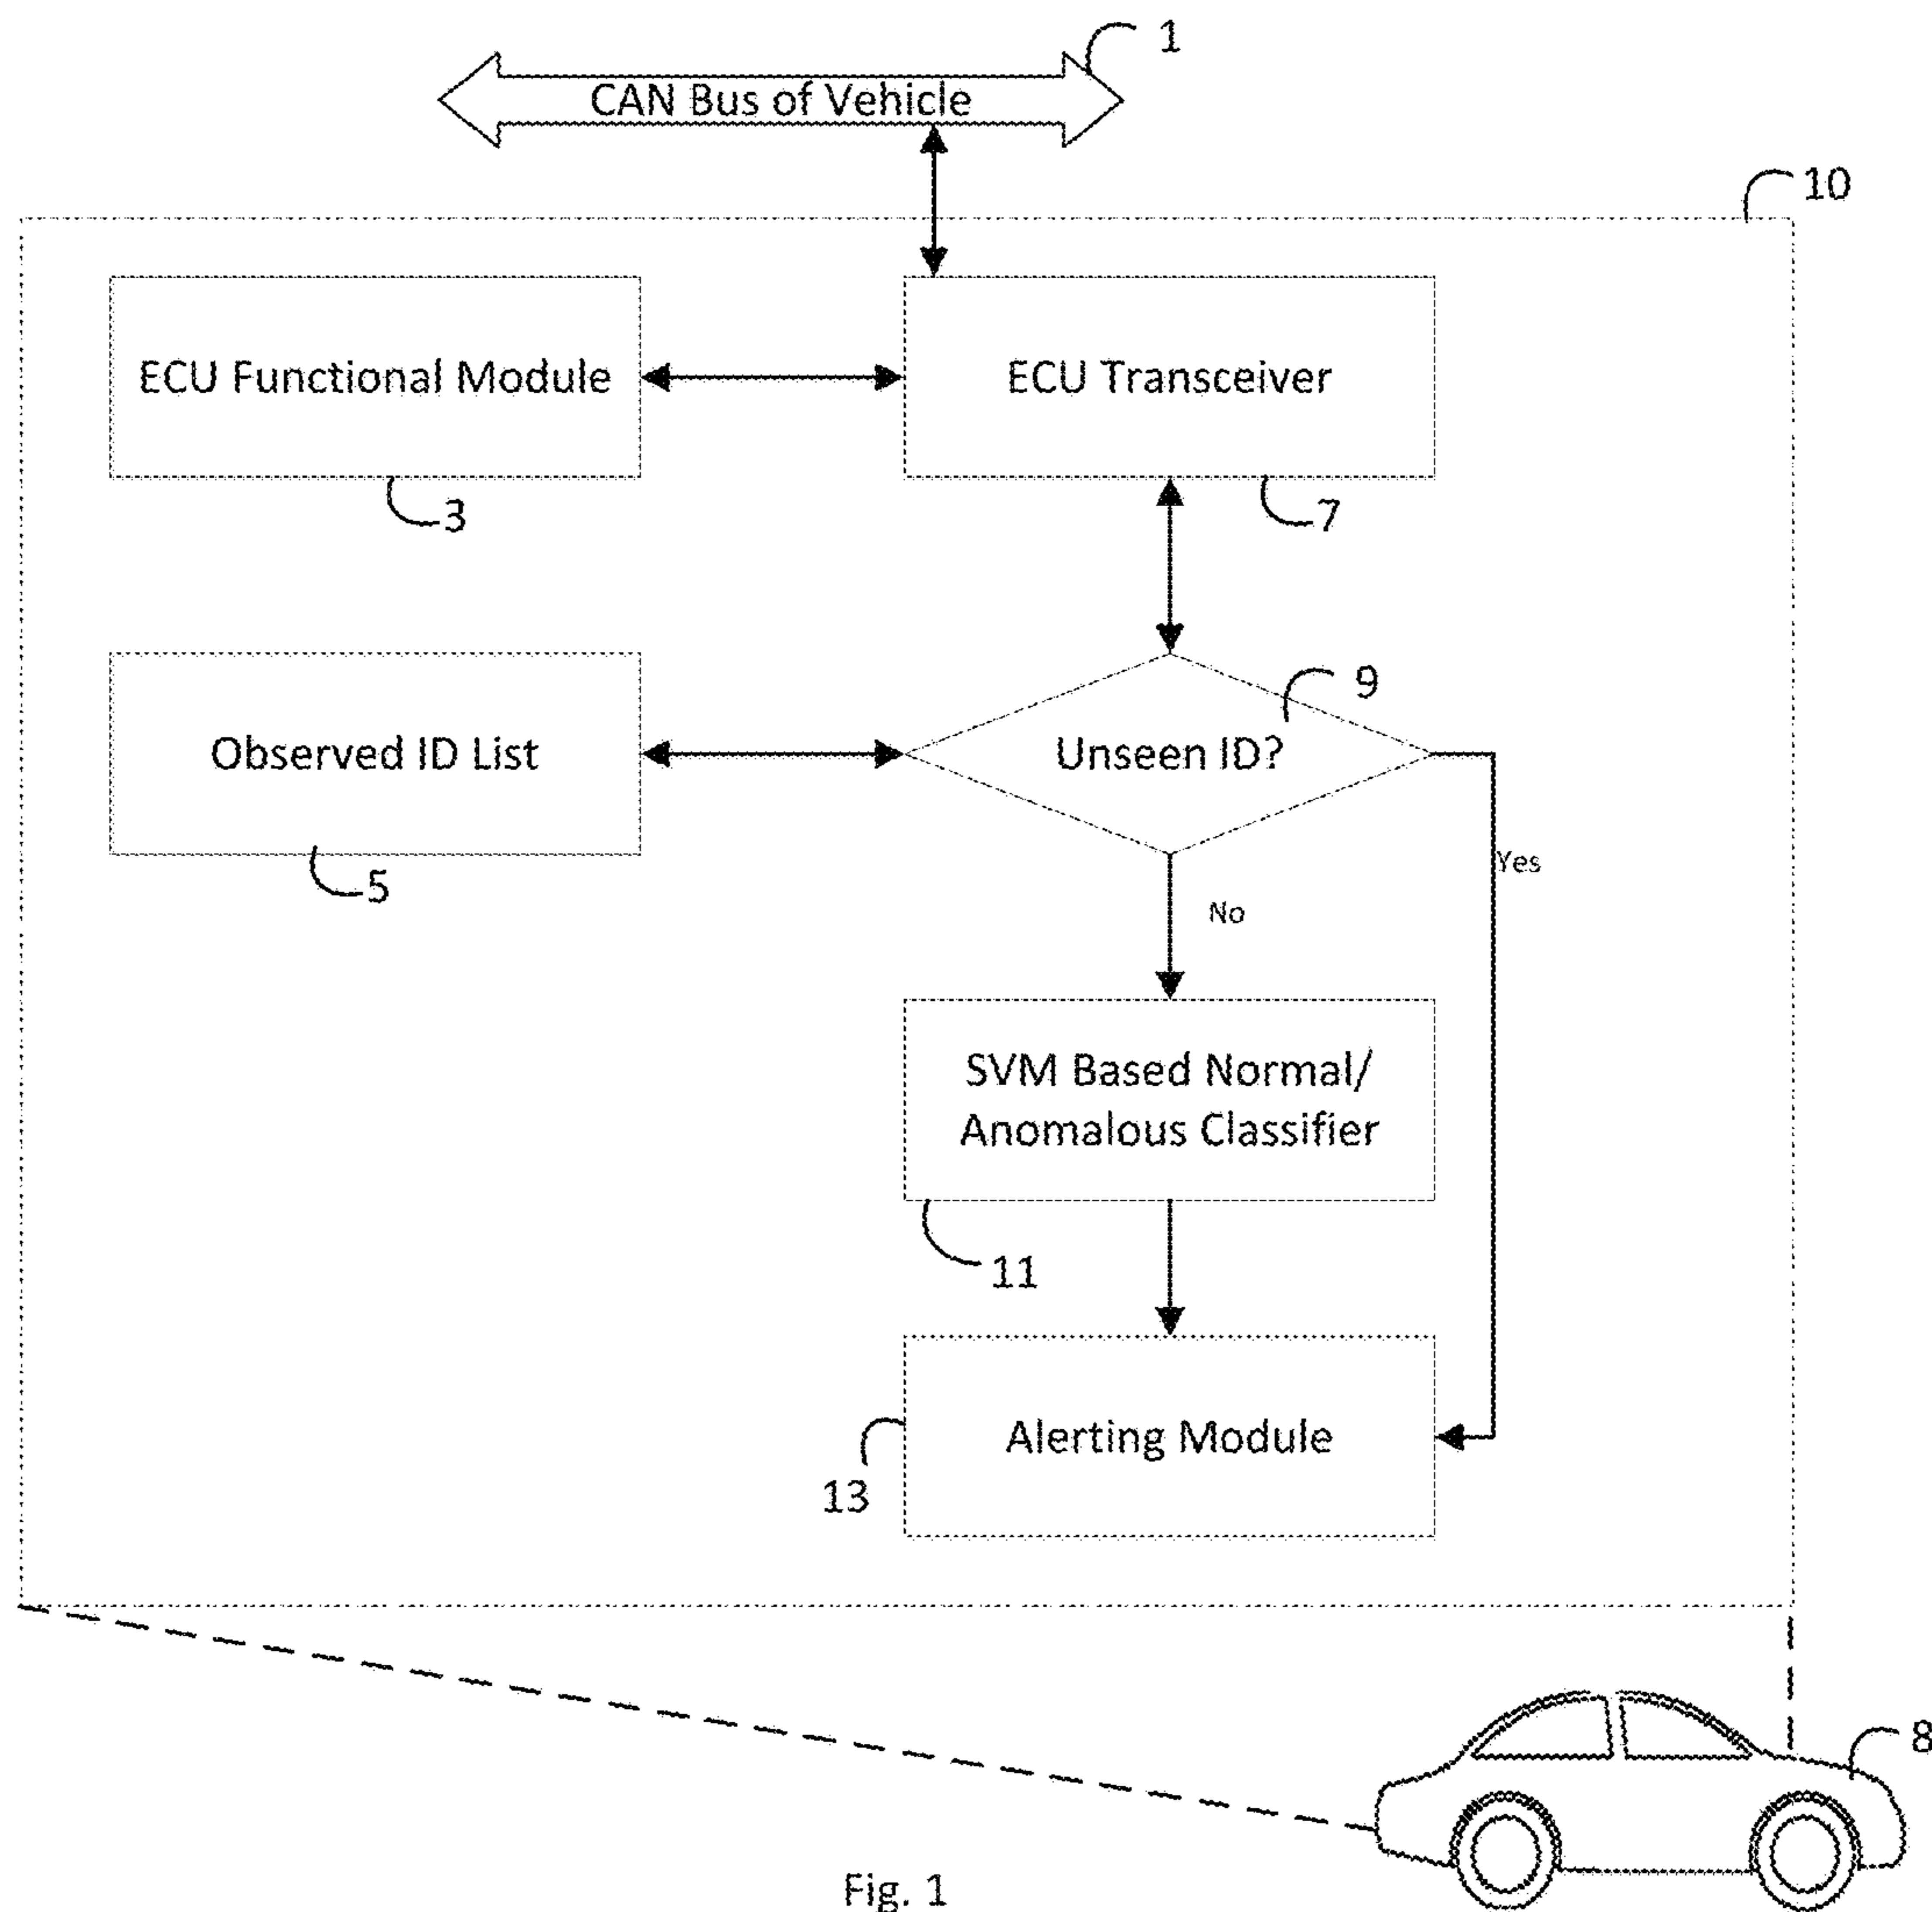 1
CAN Bus of Vehicle
10
ECU Functional Module
ECU Transceiver
3
7
9
Observed ID List
Unseen ID?
Yes
5
No
SVM Based Normal/
Anomalous Classifier
11
Alerting Module
13
8
Fig. 1